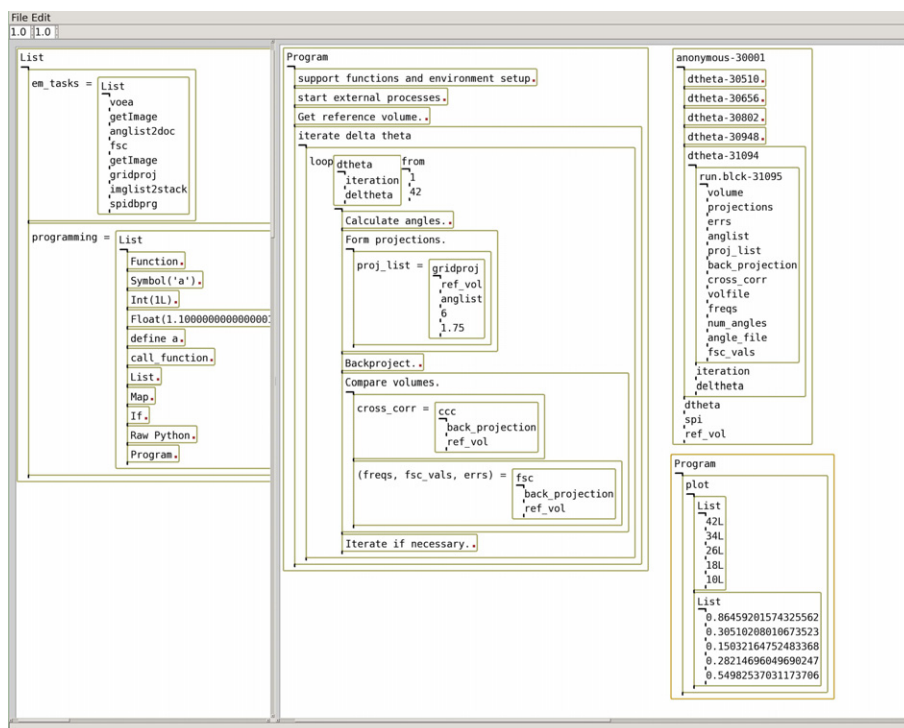 File Edit
1.0 1.0
List
em_tasks = List
voea
getImage
anglist2doc
fsc
getImage
gridproj
imglist2stack
spidbprg
programming = List
Function.
Symbol('a').
Int(1L).
Float(1.1000000000000001
define a.
call_function.
List.
Map.
If.
Raw Python.
Program.
Program
support functions and environment setup.
start external processes.
Get reference volume..
iterate delta theta
loop dtheta from
iteration 1
deltheta 42
Calculate angles..
Form projections.
proj_list = gridproj
ref_vol
anglist
6
1.75
Backproject..
Compare volumes.
cross_corr = ccc
back_projection
ref_vol
(freqs, fsc_vals, errs) = fsc
back_projection
ref_vol
Iterate if necessary..
anonymous-30001
dtheta-30510.
dtheta-30656.
dtheta-30802.
dtheta-30948.
dtheta-31094
run.blck-31095
volume
projections
errs
anglist
proj_list
back_projection
cross_corr
volfile
freqs
num_angles
angle_file
fsc_vals
iteration
deltheta
dtheta
spi
ref_vol
Program
plot
List
42L
34L
26L
18L
10L
List
0.86459201574325562
0.30510208010673523
0.15032164752483368
0.28214696049690247
0.54982537031173706